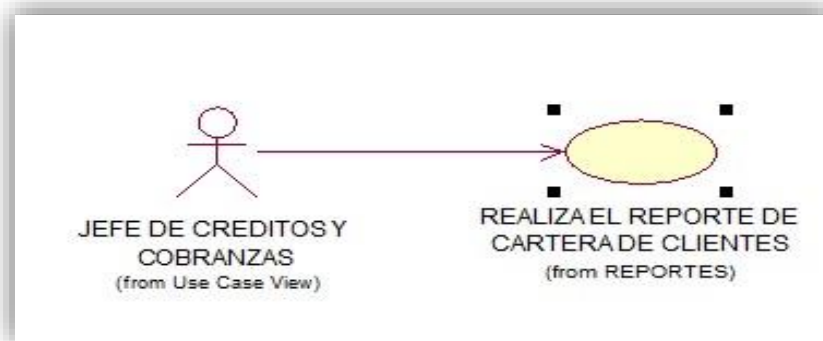 JEFE DE CREDITOS Y
COBRANZAS
(from Use Case View)
REALIZA EL REPORTE DE
CARTERA DE CLIENTES
(from REPORTES)